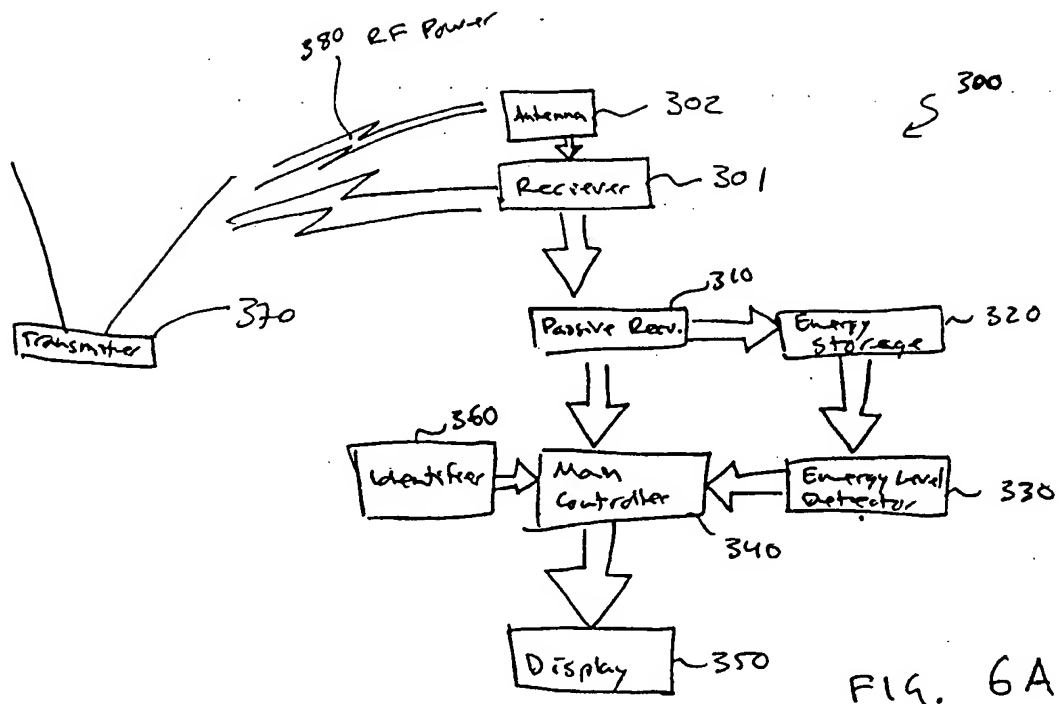 380 RF Power
300
Antenna
302
Reciever
301
310
370
Transmitter
Passive Recv.
Energy
Storage
320
360
Identifier
Main
Controller
Energy Level
Detector
330
340
Display
350
FIG. 6A